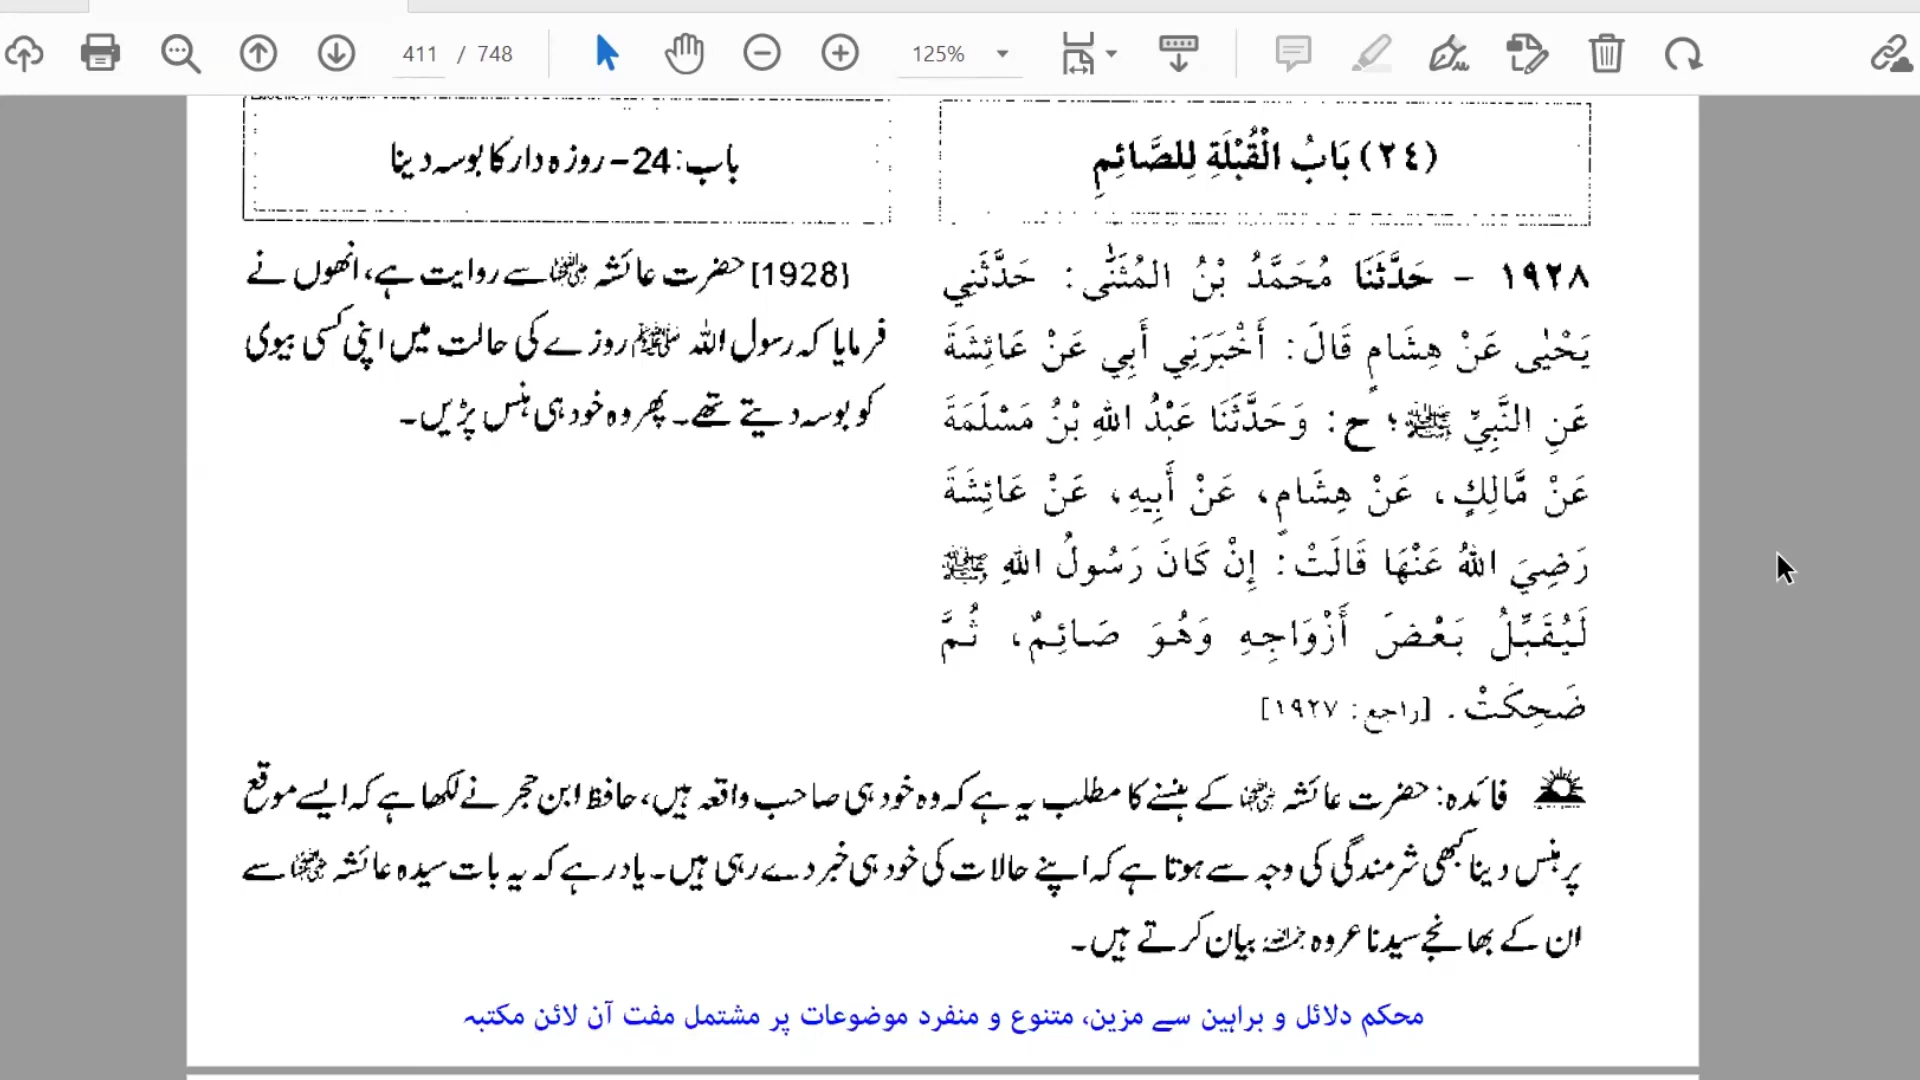 411 / 748
125%
(٢٤) بَابُ الْقُبْلَةِ لِلصَّائِمِ
باب: 24- روزہ دار کا بوسہ دینا
١٩٢٨ - حَدَّثَنَا مُحَمَّدُ بْنُ المُثَنَّى: حَدَّثَنِي
يَحْيٰى عَنْ هِشَامٍ قَالَ: أَخْبَرَنِي أَبِي عَنْ عَائِشَةَ
عَنِ النَّبِيِّ ﷺ؛ ح: وَحَدَّثَنَا عَبْدُ اللهِ بْنُ مَسْلَمَةَ
عَنْ مَّالِكٍ، عَنْ هِشَامٍ، عَنْ أَبِيهِ، عَنْ عَائِشَةَ
رَضِيَ اللهُ عَنْهَا قَالَتْ: إِنْ كَانَ رَسُولُ اللهِ ﷺ
لَيُقَبِّلُ بَعْضَ أَزْوَاجِهِ وَهُوَ صَائِمٌ، ثُمَّ
ضَحِكَتْ. [راجع: ١٩٢٧]
[1928] حضرت عائشہ ؓ سے روایت ہے، انھوں نے
فرمایا کہ رسول اللہ ﷺ روزے کی حالت میں اپنی کسی بیوی
کو بوسہ دیتے تھے۔ پھر وہ خود ہی ہنس پڑیں۔
فائدہ: حضرت عائشہ ؓ کے ہنسنے کا مطلب یہ ہے کہ وہ خود ہی صاحب واقعہ ہیں، حافظ ابن حجر نے لکھا ہے کہ ایسے موقع
پر ہنس دینا کبھی شرمندگی کی وجہ سے ہوتا ہے کہ اپنے حالات کی خود ہی خبر دے رہی ہیں۔ یاد رہے کہ یہ بات سیدہ عائشہ ؓ سے
ان کے بھانجے سیدنا عروہ ؒ بیان کرتے ہیں۔
محکم دلائل و براہین سے مزین، متنوع و منفرد موضوعات پر مشتمل مفت آن لائن مکتبہ